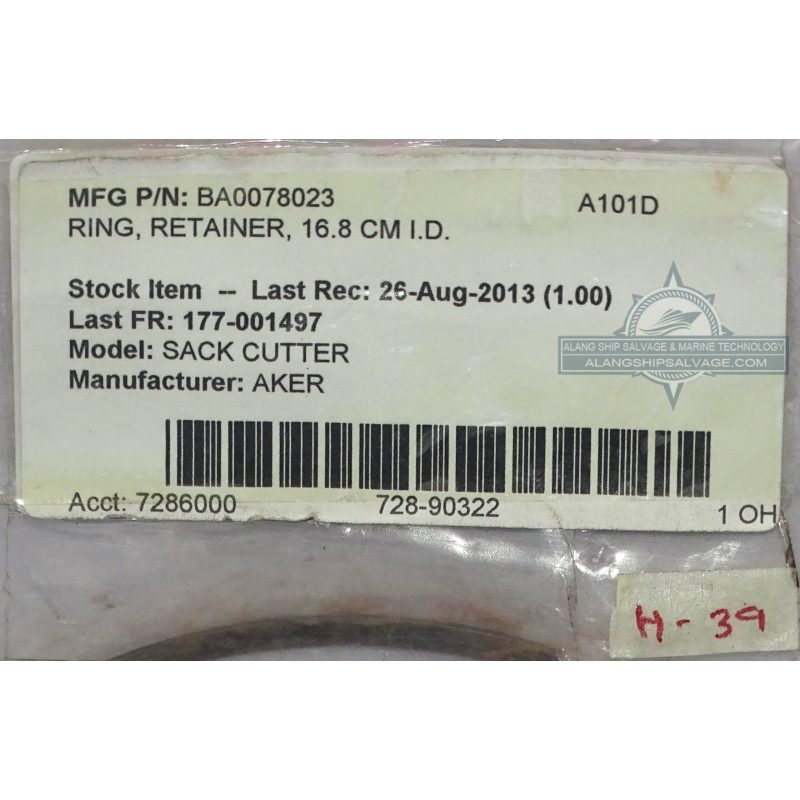 MFG P/N: BA0078023 A101D
RING, RETAINER, 16.8 CM I.D.
Stock Item -- Last Rec: 26-Aug-2013 (1.00)
Last FR: 177-001497
Model: SACK CUTTER
Manufacturer: AKER
ALANG SHIP SALVAGE & MARINE TECHNOLOGY
ALANGSHIPSALVAGE.COM
Acct: 7286000 728-90322 1 OH
H-39